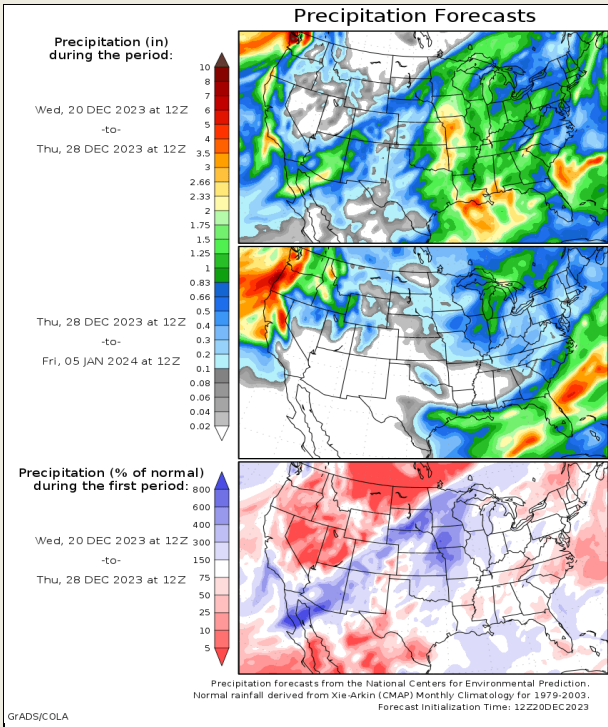 Precipitation Forecasts
Precipitation (in)
during the period:
Wed, 20 DEC 2023 at 12Z
-to-
Thu, 28 DEC 2023 at 12Z
10
8
7
6
5
4
3.5
3
2.66
2.33
2
1.75
1.5
1.25
1
0.83
0.66
0.5
0.4
0.3
0.2
0.1
0.08
0.06
0.04
0.02
Thu, 28 DEC 2023 at 12Z
-to-
Fri, 05 JAN 2024 at 12Z
Precipitation (% of normal)
during the first period:
Wed, 20 DEC 2023 at 12Z
-to-
Thu, 28 DEC 2023 at 12Z
800
600
400
300
150
75
50
25
10
5
Precipitation forecasts from the National Centers for Environmental Prediction.
Normal rainfall derived from Xie-Arkin (CMAP) Monthly Climatology for 1979-2003.
Forecast Initialization Time: 12Z20DEC2023
GrADS/COLA